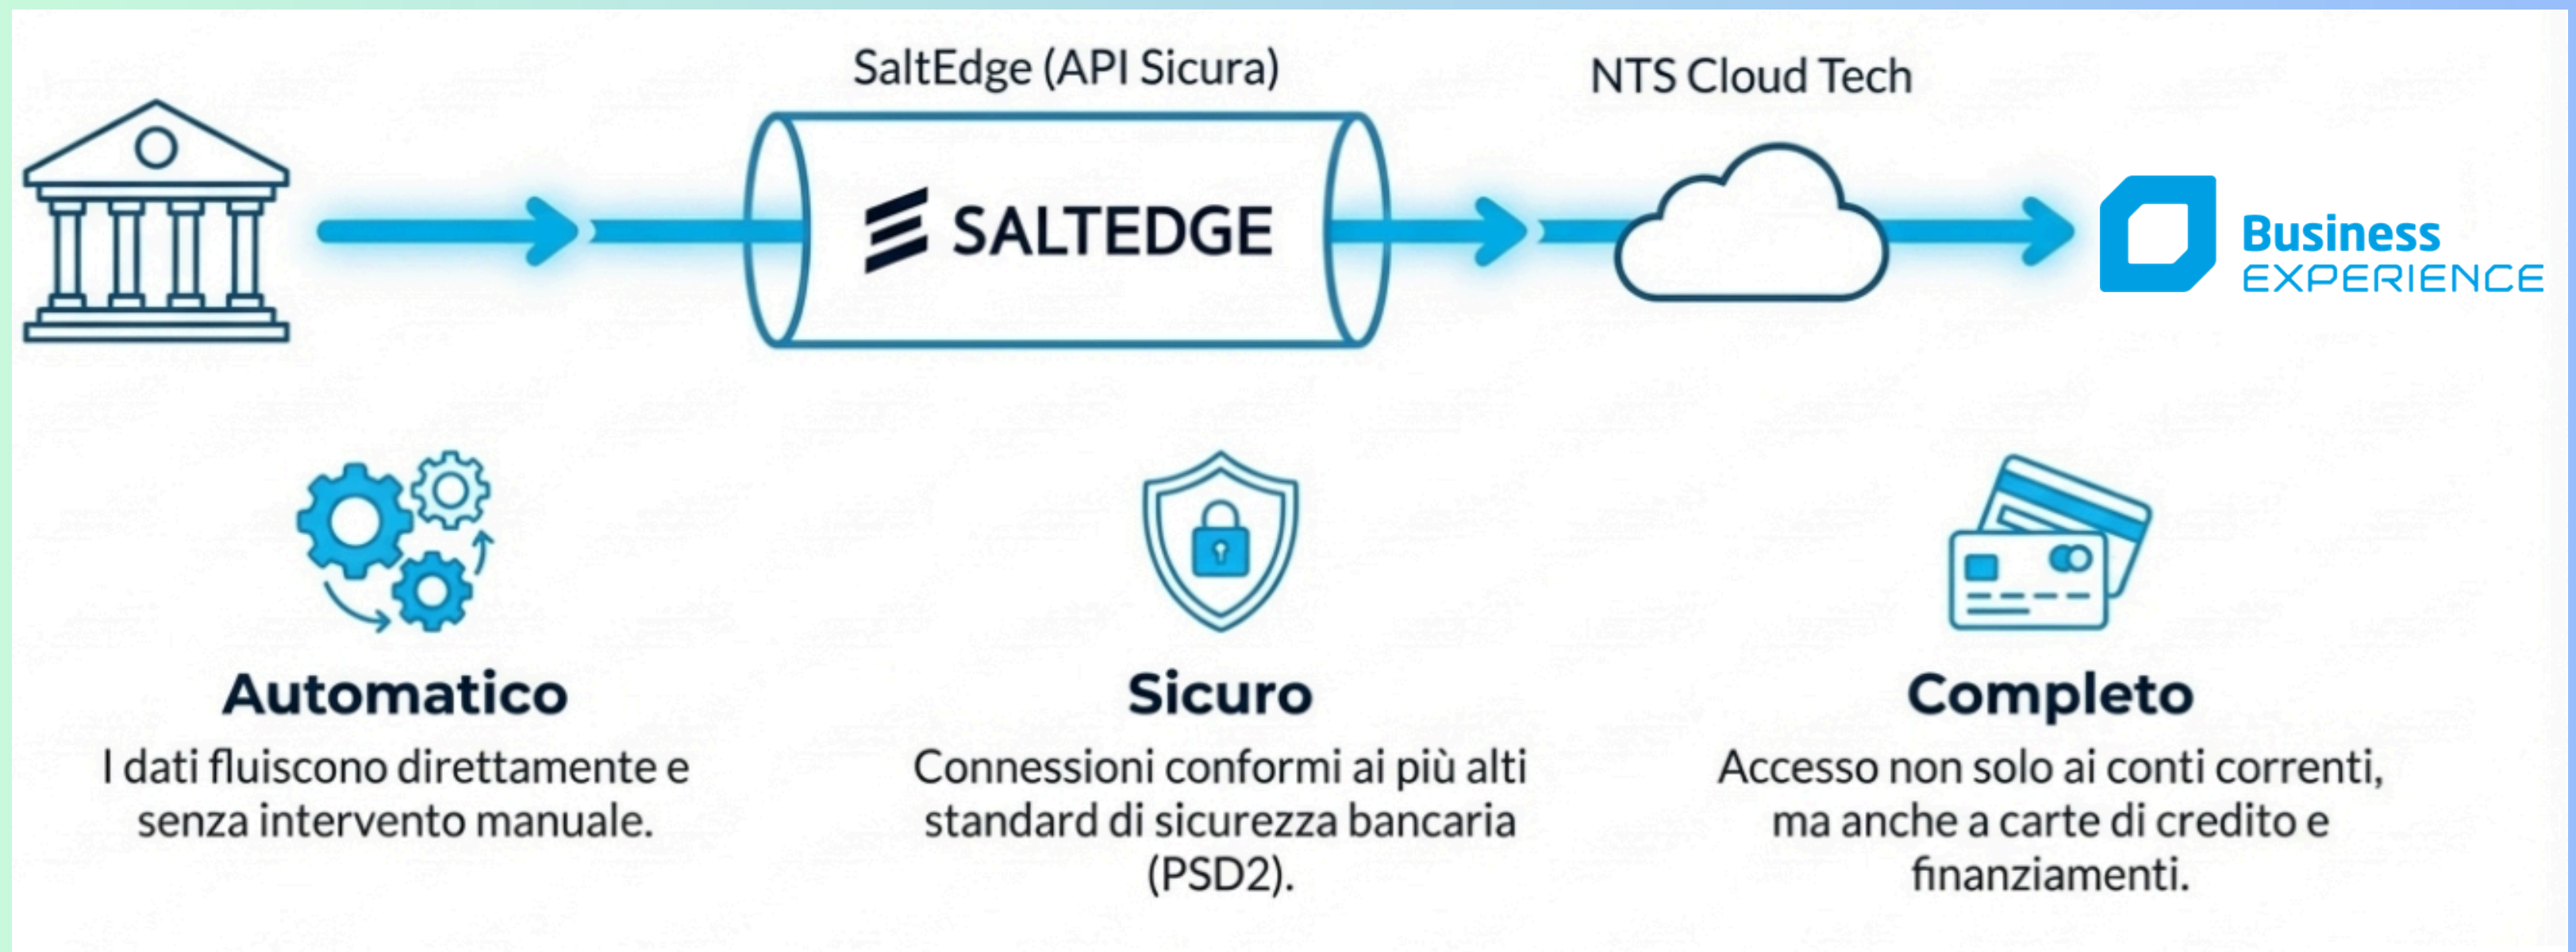 SaltEdge (API Sicura)
NTS Cloud Tech
SALTEDGE
Business
EXPERIENCE
Automatico
I dati fluiscono direttamente e
senza intervento manuale.
Sicuro
Connessioni conformi ai più alti
standard di sicurezza bancaria
(PSD2).
Completo
Accesso non solo ai conti correnti,
ma anche a carte di credito e
finanziamenti.